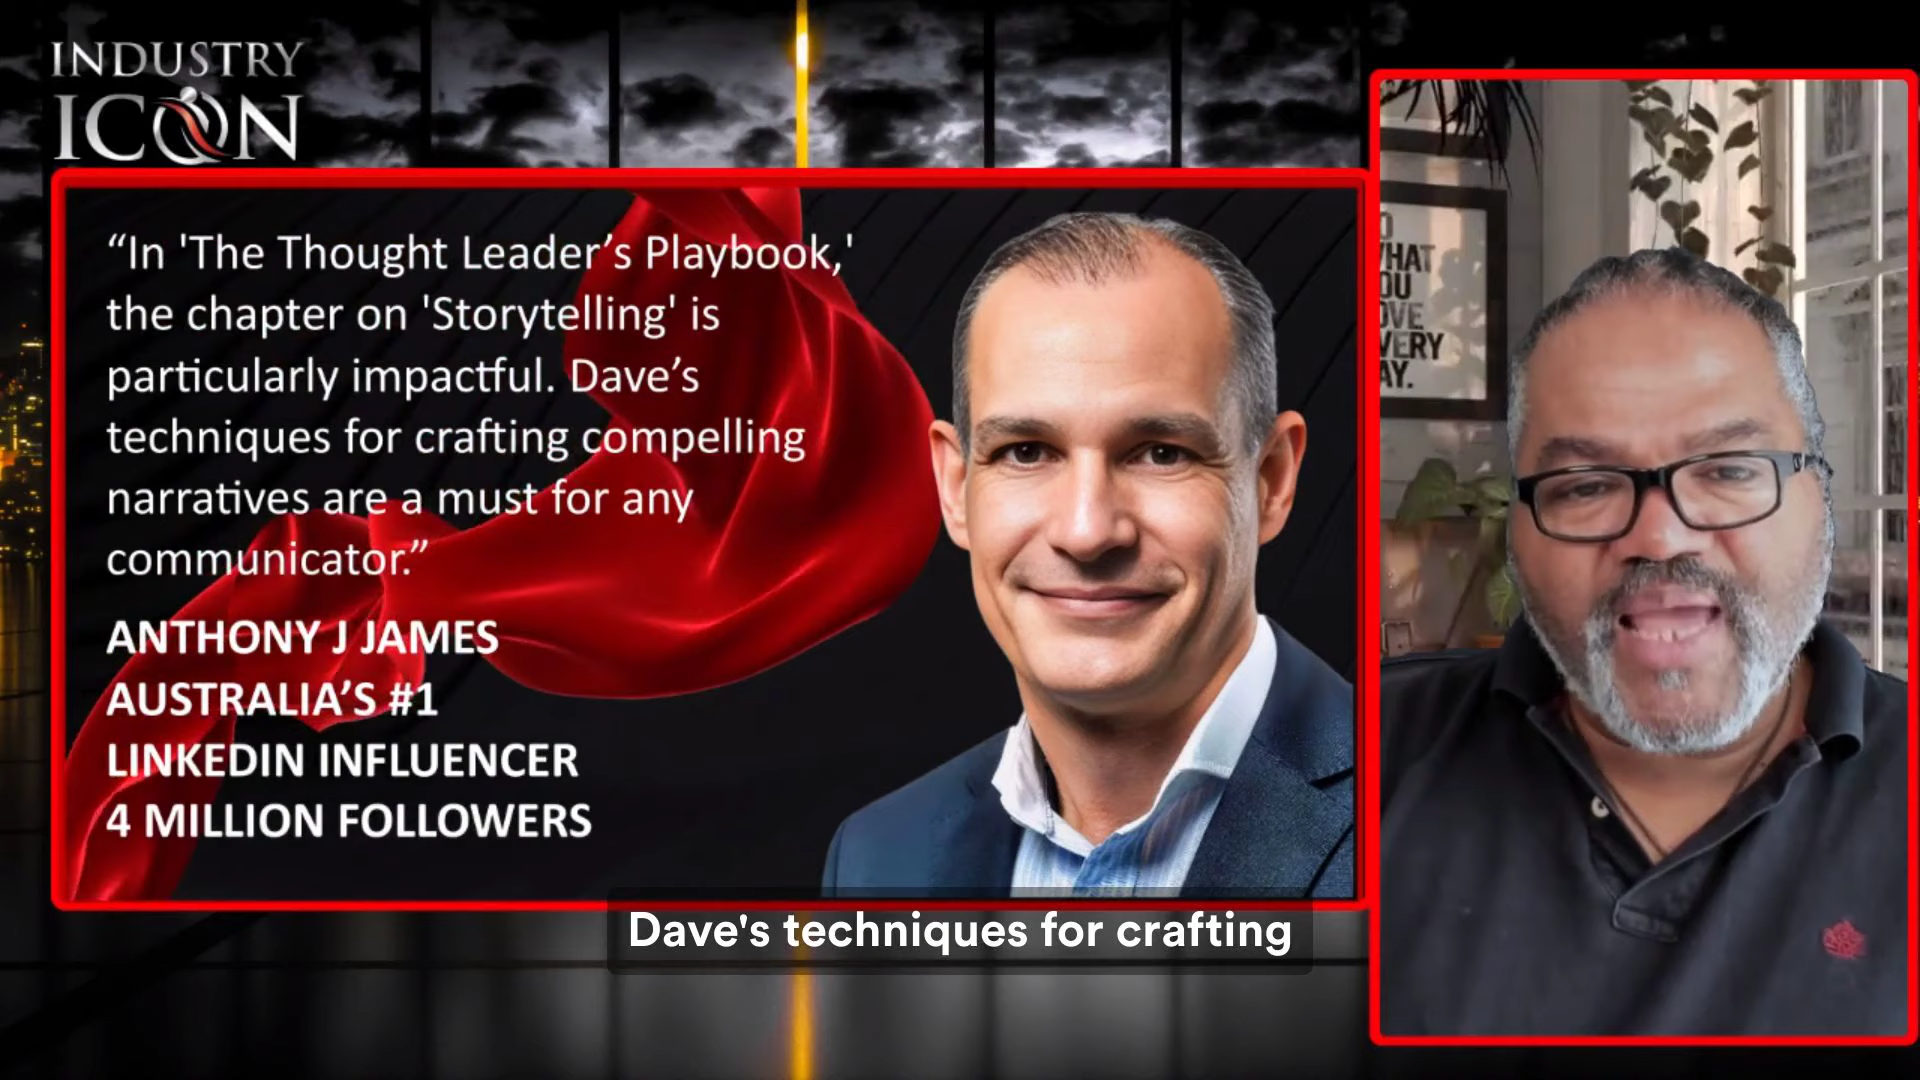 INDUSTRY
ICON
“In 'The Thought Leader’s Playbook,'
the chapter on 'Storytelling' is
particularly impactful. Dave’s
techniques for crafting compelling
narratives are a must for any
communicator.”
ANTHONY J JAMES
AUSTRALIA’S #1
LINKEDIN INFLUENCER
4 MILLION FOLLOWERS
Dave's techniques for crafting